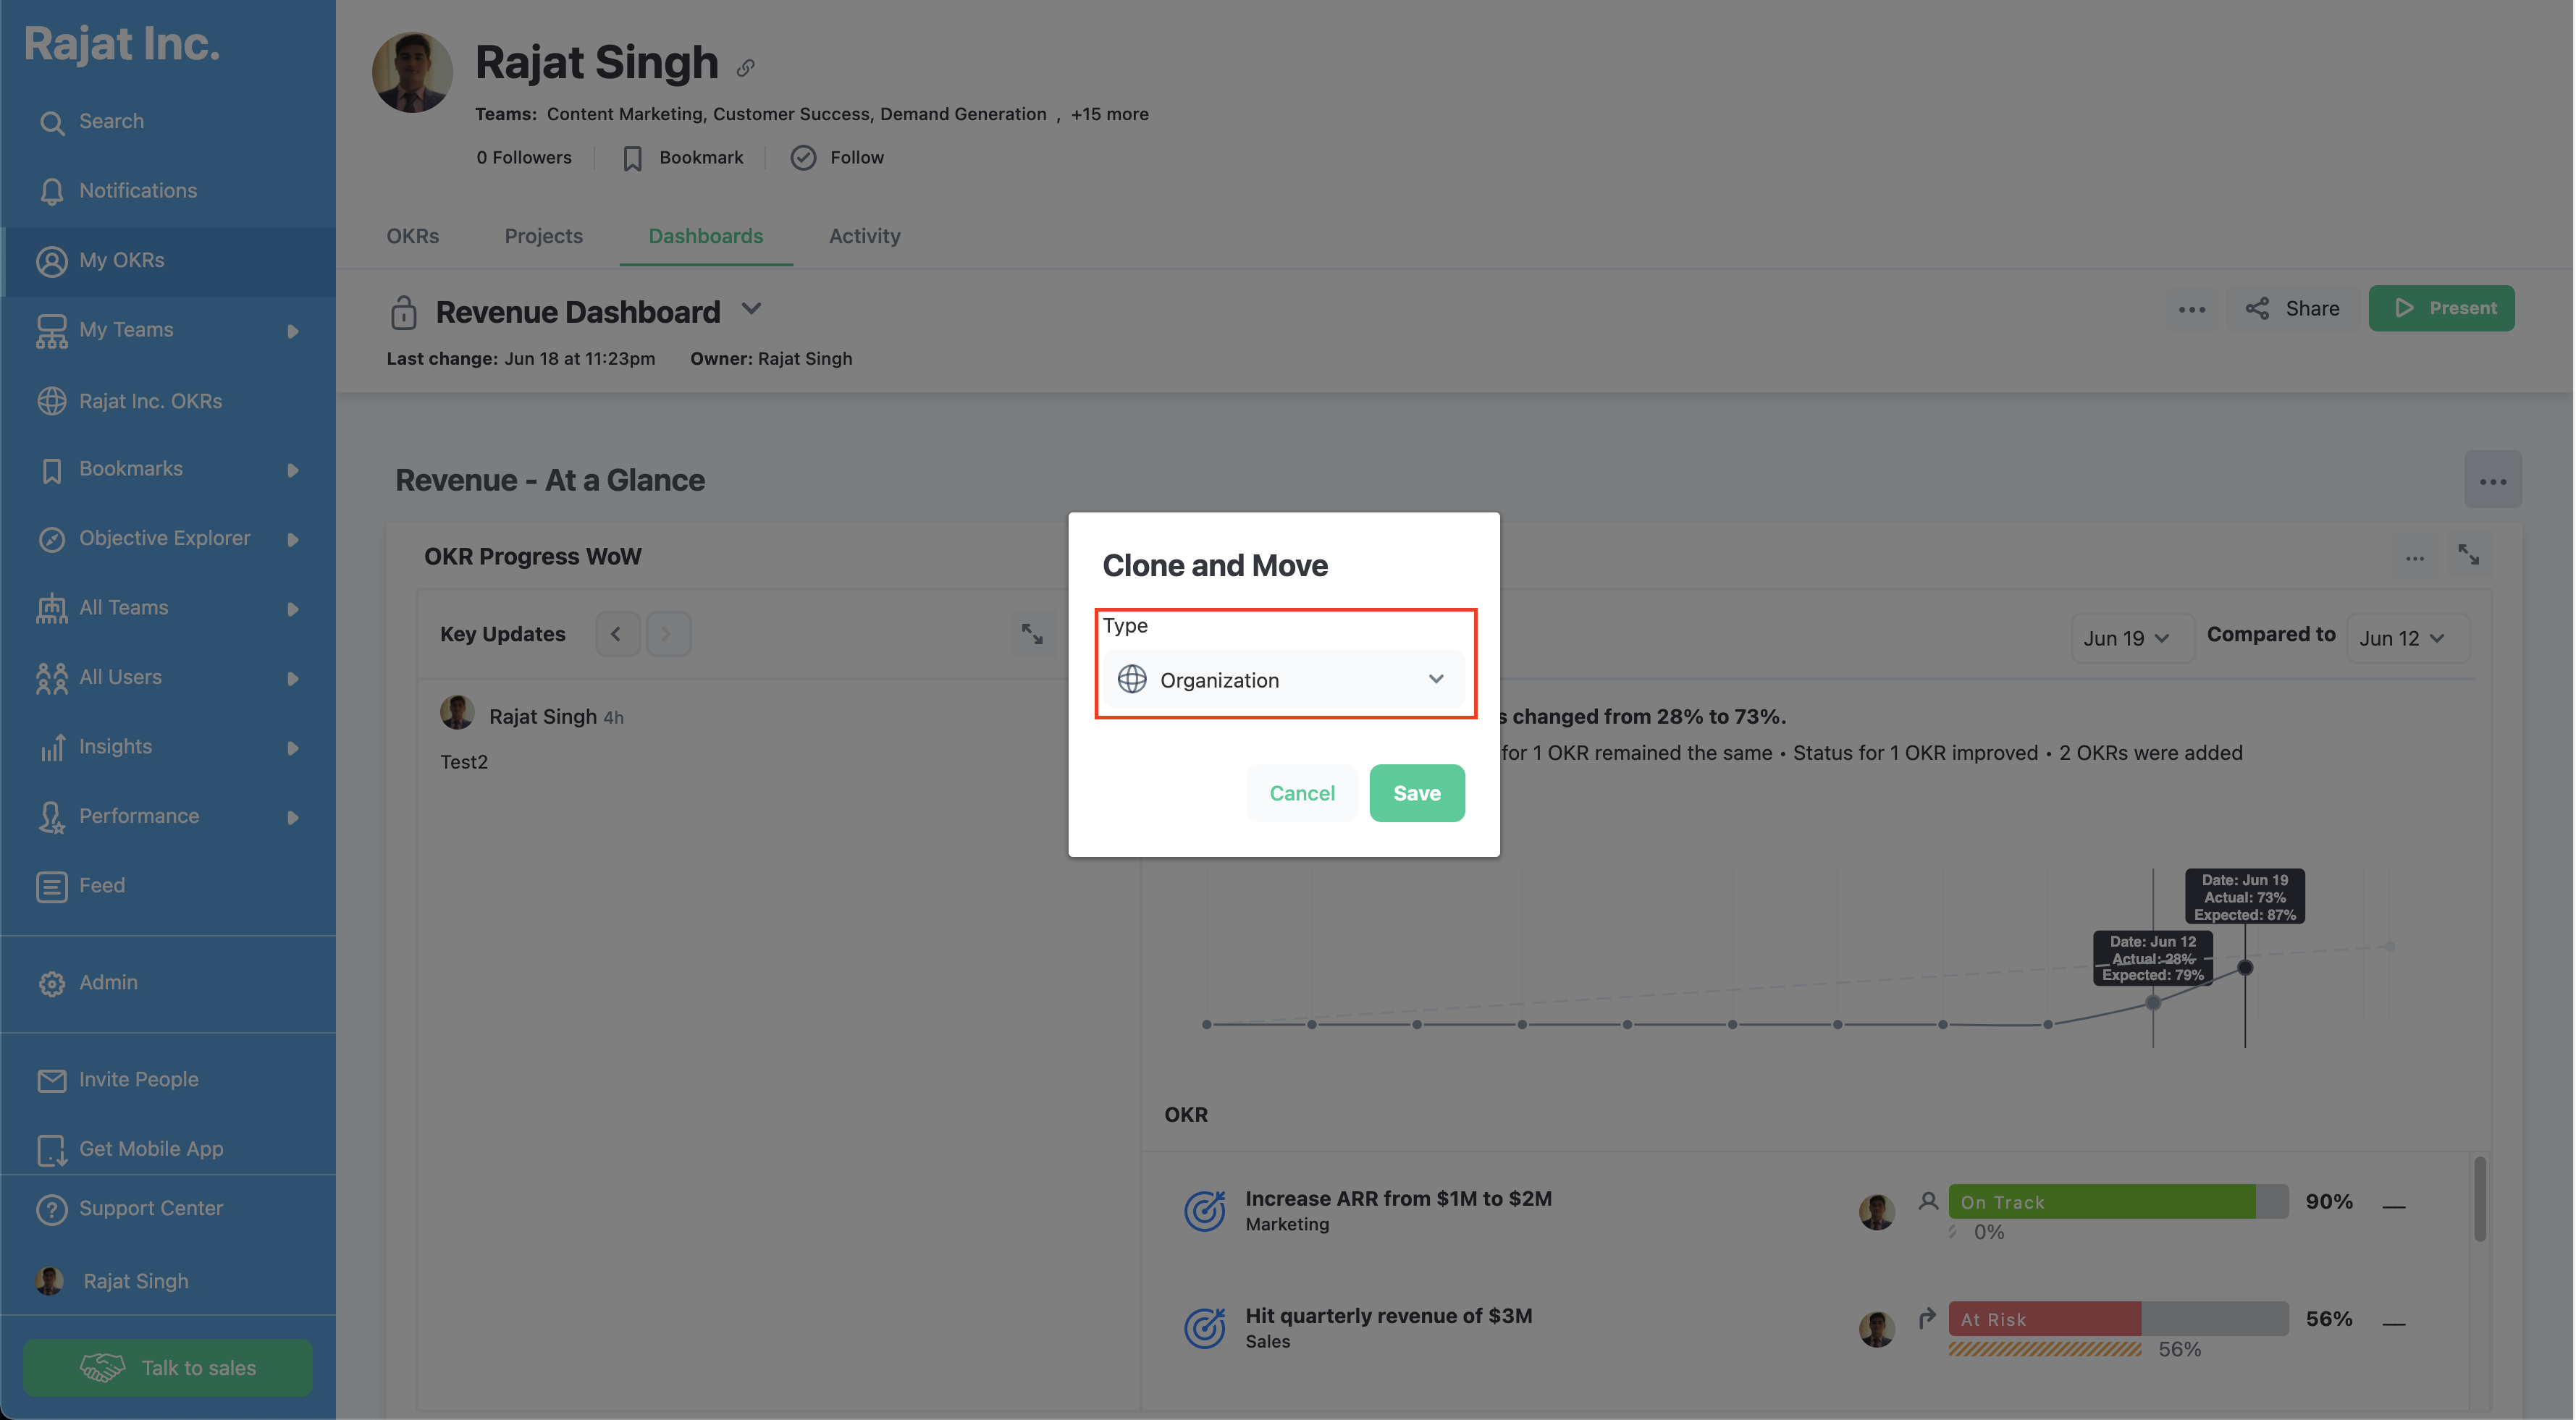 Rajat Inc.
Search
Notifications
My OKRs
My Teams
Rajat Inc. OKRs
Bookmarks
Objective Explorer
All Teams
All Users
Insights
Performance
Feed
Admin
Invite People
Get Mobile App
Support Center
Rajat Singh
Talk to sales
Rajat Singh
Teams: Content Marketing, Customer Success, Demand Generation , +15 more
0 Followers Bookmark Follow
OKRs Projects Dashboards Activity
Revenue Dashboard
Share Present
Last change: Jun 18 at 11:23pm Owner: Rajat Singh
Revenue - At a Glance
OKR Progress WoW
Key Updates
Jun 19 Compared to Jun 12
Rajat Singh 4h
Test2
Clone and Move
Type
Organization
Cancel Save
s changed from 28% to 73%.
for 1 OKR remained the same • Status for 1 OKR improved • 2 OKRs were added
Date: Jun 19
Actual: 73%
Expected: 87%
Date: Jun 12
Actual: 28%
Expected: 79%
OKR
Increase ARR from $1M to $2M
Marketing
On Track 90%
0%
Hit quarterly revenue of $3M
Sales
At Risk 56%
56%